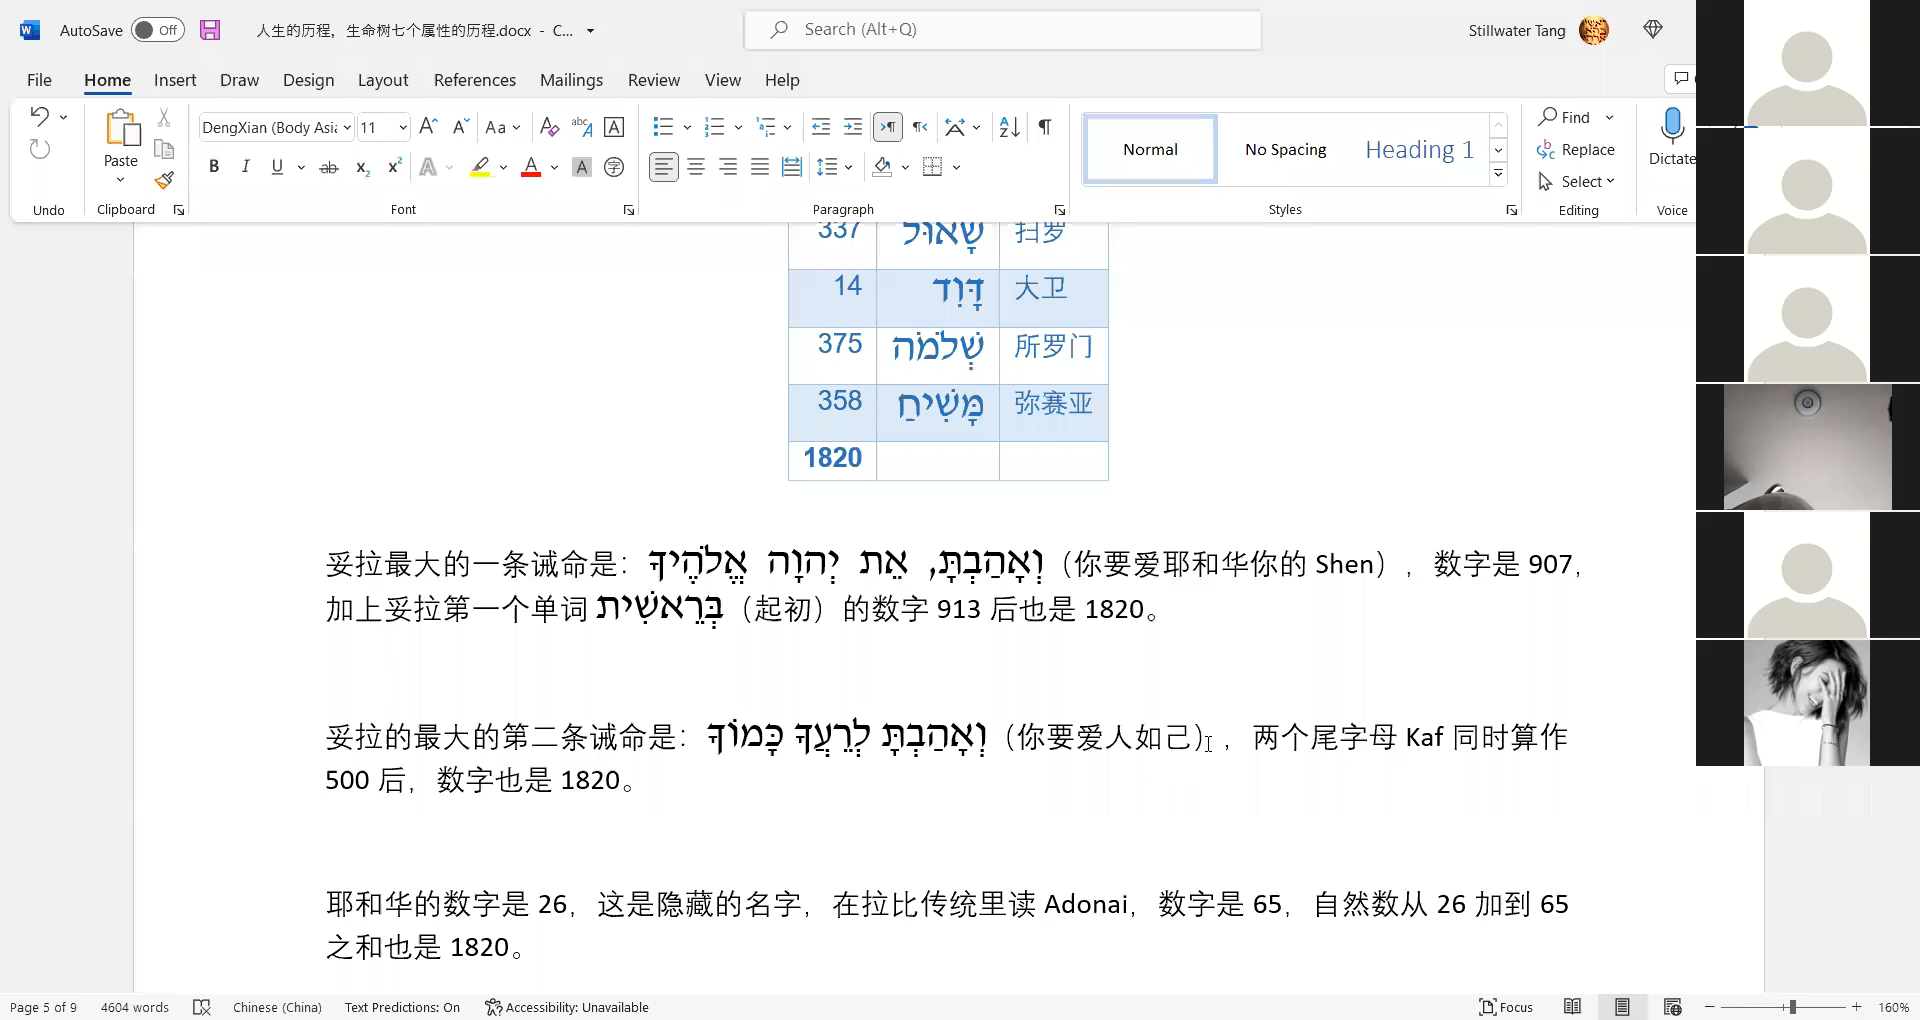 AutoSave Off 人生的历程，生命树七个属性的历程.docx - C... Search (Alt+Q) Stillwater Tang
File Home Insert Draw Design Layout References Mailings Review View Help
DengXian (Body Asia 11 Aa
Paste
Undo Clipboard Font Paragraph Styles Editing Voice
Normal No Spacing Heading 1
Find
Replace
Select
Dictate
337 שָׁאוּל 扫罗
14 דָּוִד 大卫
375 שְׁלֹמֹה 所罗门
358 מָּשִׁיחַ 弥赛亚
1820
妥拉最大的一条诫命是：וְאָהַבְתָּ, אֵת יְהוָה אֱלֹהֶיךָ（你要爱耶和华你的 Shen），数字是 907，
加上妥拉第一个单词 בְּרֵאשִׁית（起初）的数字 913 后也是 1820。
妥拉的最大的第二条诫命是：וְאָהַבְתָּ לְרֵעֲךָ כָּמוֹךָ（你要爱人如己），两个尾字母 Kaf 同时算作
500 后，数字也是 1820。
耶和华的数字是 26，这是隐藏的名字，在拉比传统里读 Adonai，数字是 65，自然数从 26 加到 65
之和也是 1820。
Page 5 of 9 4604 words Chinese (China) Text Predictions: On Accessibility: Unavailable Focus 160%